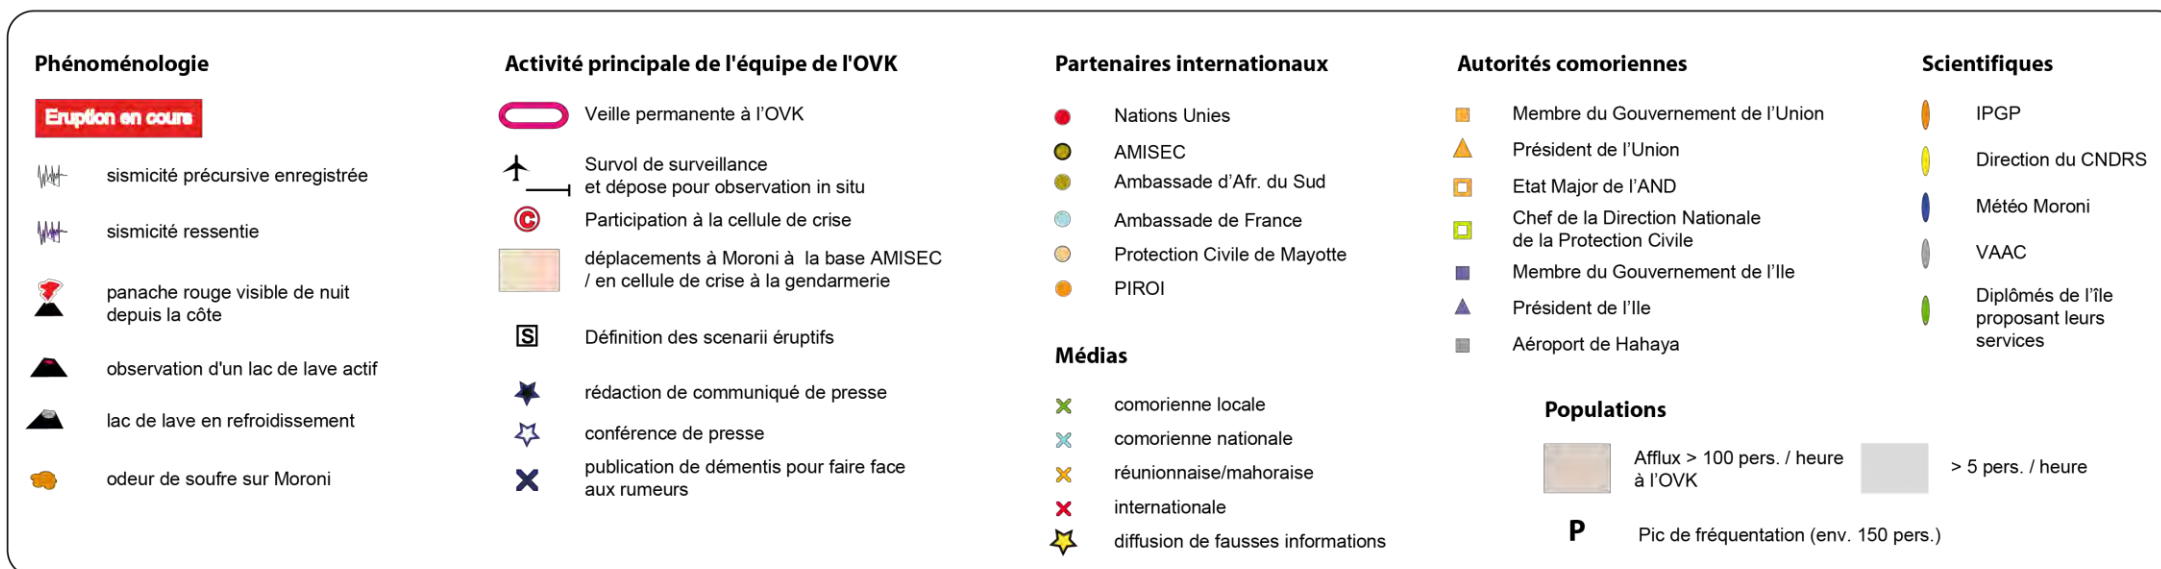 Phénoménologie
Eruption en cours
sismicité précursive enregistrée
sismicité ressentie
panache rouge visible de nuit
depuis la côte
observation d'un lac de lave actif
lac de lave en refroidissement
odeur de soufre sur Moroni
Activité principale de l'équipe de l'OVK
Veille permanente à l'OVK
Survol de surveillance
et dépose pour observation in situ
C
Participation à la cellule de crise
déplacements à Moroni à la base AMISEC
/ en cellule de crise à la gendarmerie
S
Définition des scenarii éruptifs
rédaction de communiqué de presse
conférence de presse
publication de démentis pour faire face
aux rumeurs
Partenaires internationaux
Nations Unies
AMISEC
Ambassade d'Afr. du Sud
Ambassade de France
Protection Civile de Mayotte
PIROI
Médias
comorienne locale
comorienne nationale
réunionnaise/mahoraise
internationale
diffusion de fausses informations
Autorités comoriennes
Membre du Gouvernement de l'Union
Président de l'Union
Etat Major de l'AND
Chef de la Direction Nationale
de la Protection Civile
Membre du Gouvernement de l'Ile
Président de l'Ile
Aéroport de Hahaya
Scientifiques
IPGP
Direction du CNDRS
Météo Moroni
VAAC
Diplômés de l'île
proposant leurs
services
Populations
Afflux > 100 pers. / heure
à l'OVK
> 5 pers. / heure
P
Pic de fréquentation (env. 150 pers.)